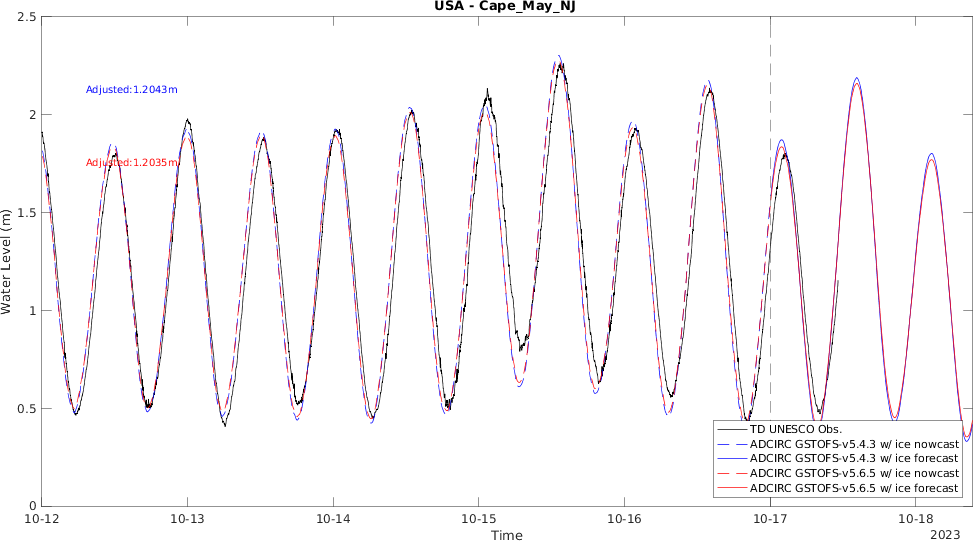 USA - Cape_May_NJ
2.5
2
1.5
1
0.5
0
Water Level (m)
Adjusted:1.2043m
Adjusted:1.2035m
TD UNESCO Obs.
ADCIRC GSTOFS-v5.4.3 w/ ice nowcast
ADCIRC GSTOFS-v5.4.3 w/ ice forecast
ADCIRC GSTOFS-v5.6.5 w/ ice nowcast
ADCIRC GSTOFS-v5.6.5 w/ ice forecast
10-12 10-13 10-14 10-15 10-16 10-17 10-18
Time
2023